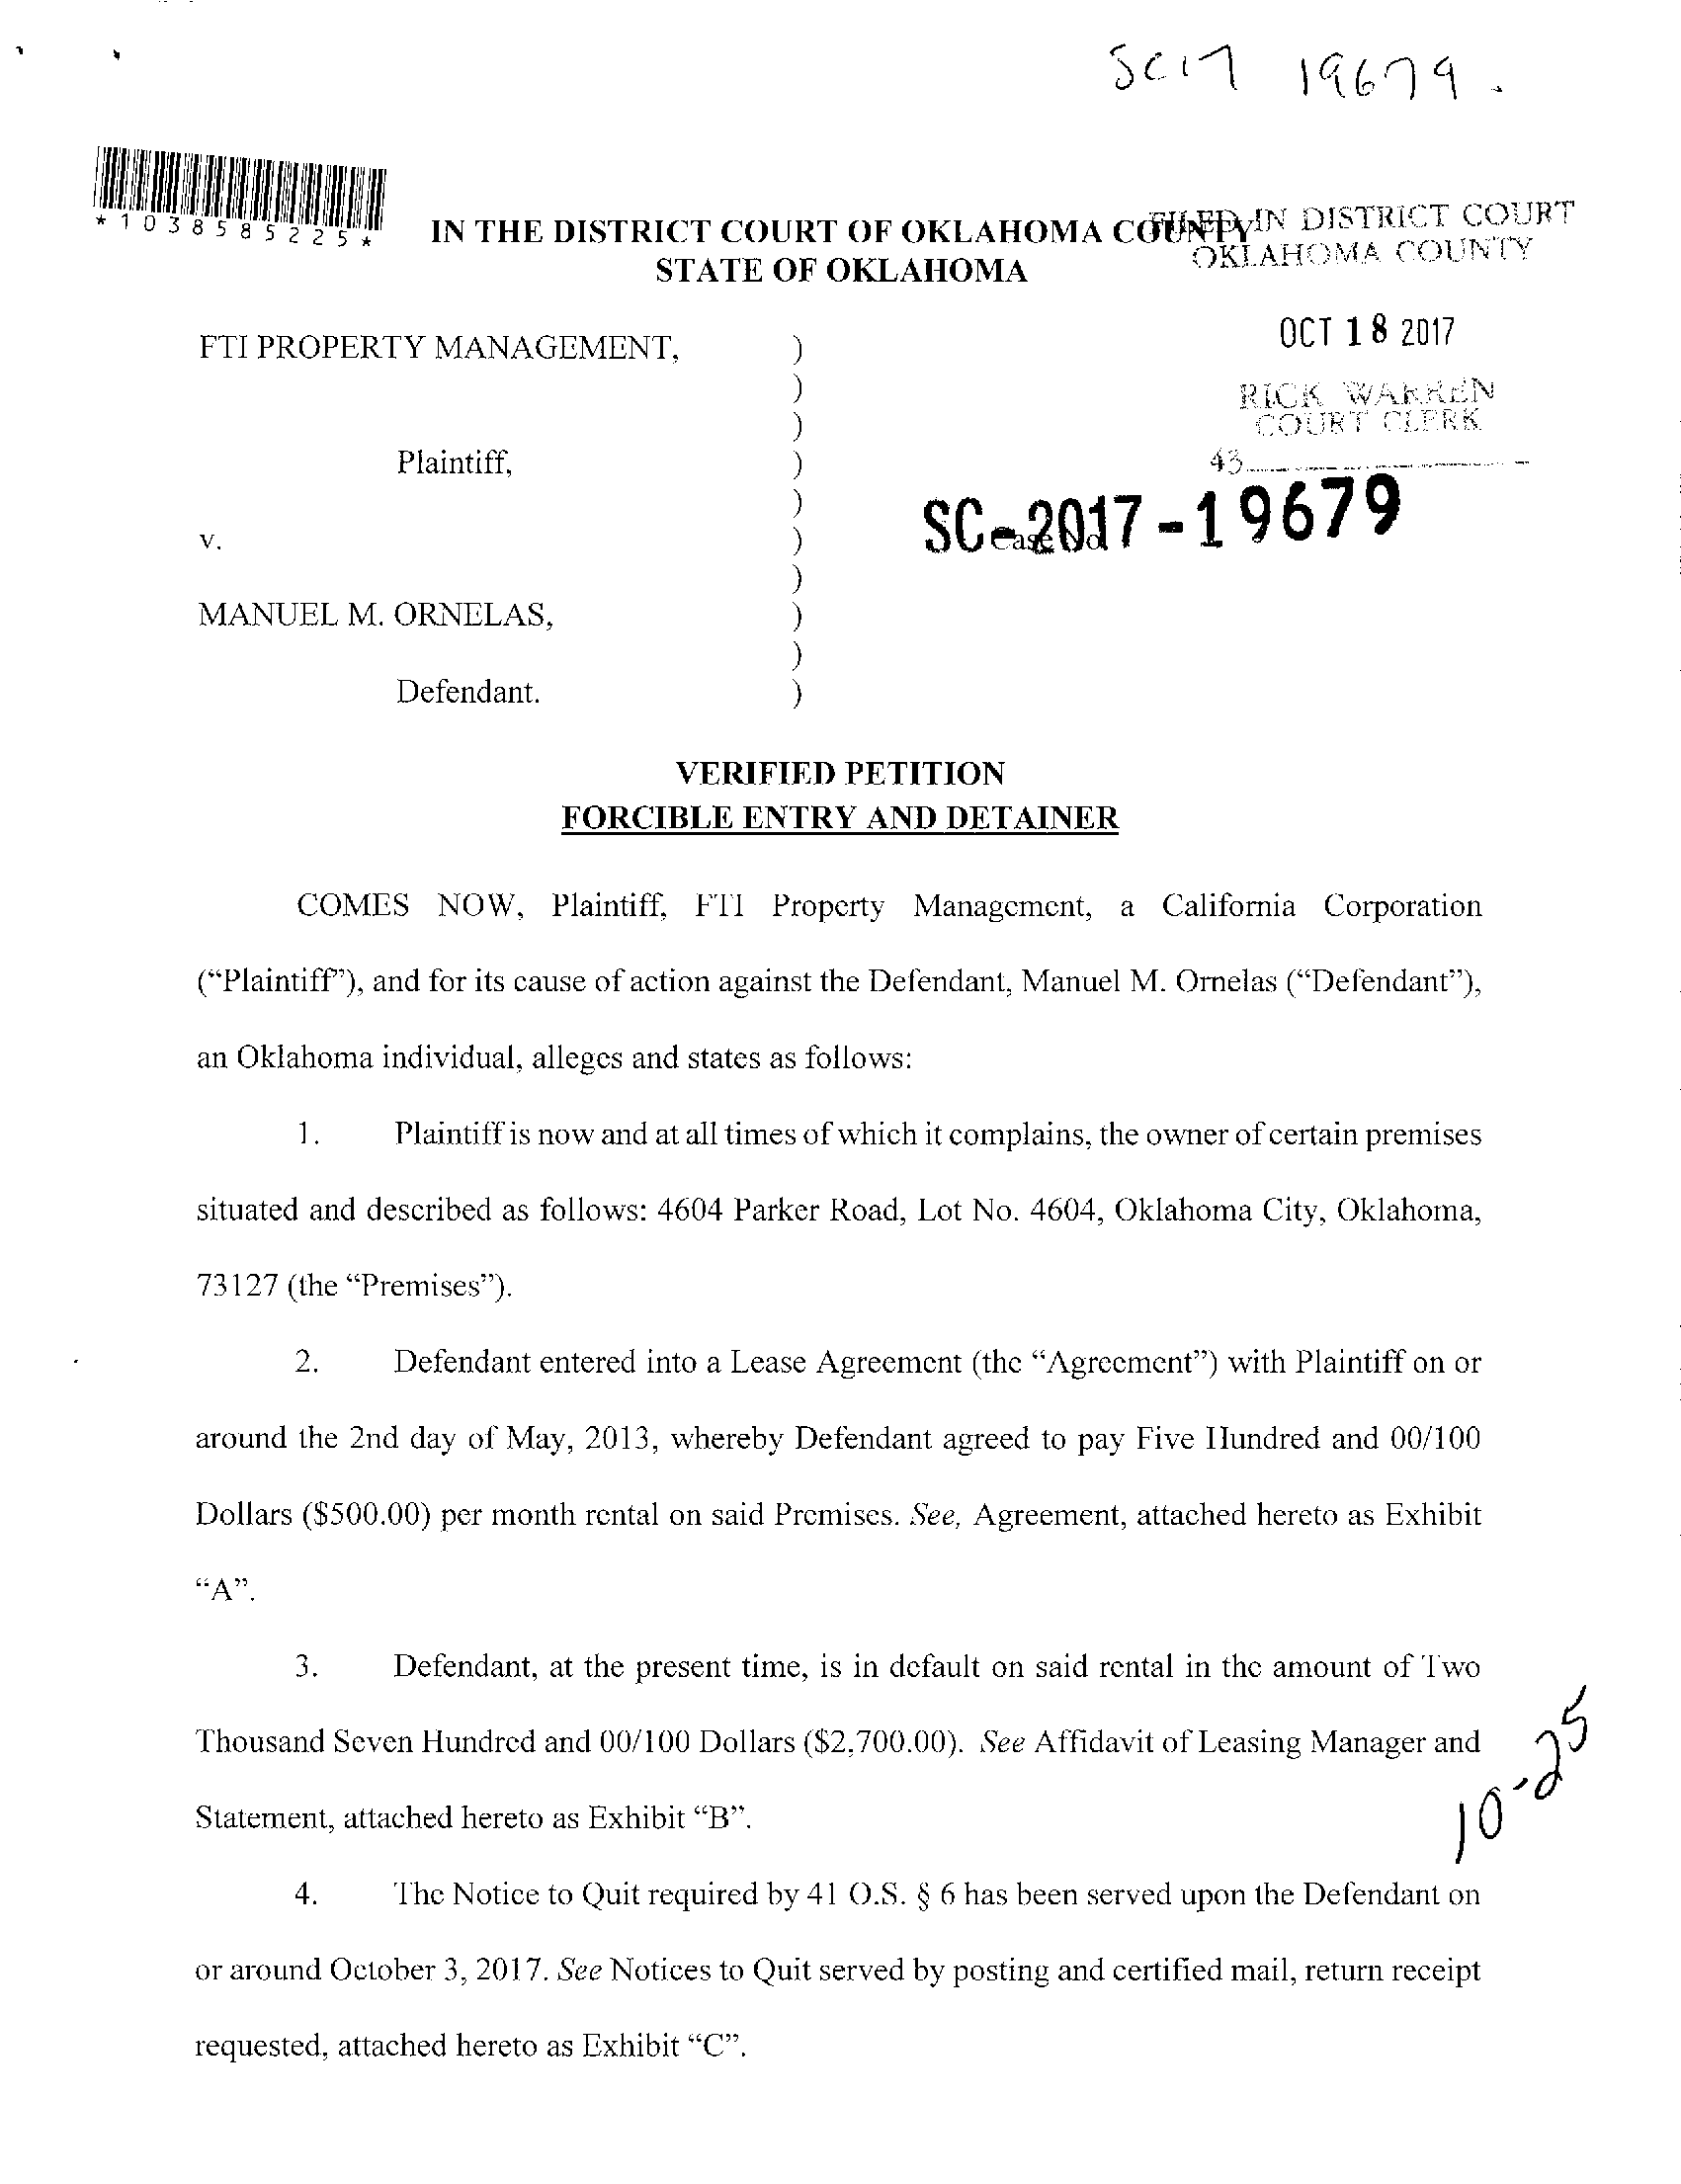 SC17 19679.
*1038585225*
IN THE DISTRICT COURT OF OKLAHOMA COUNTY
STATE OF OKLAHOMA
FILED IN DISTRICT COURT
OKLAHOMA COUNTY
OCT 18 2017
RICK WARREN
COURT CLERK
43
FTI PROPERTY MANAGEMENT, )
)
)
Plaintiff, )
)
v. ) Case No.
SC-2017-19679
)
MANUEL M. ORNELAS, )
)
Defendant. )
VERIFIED PETITION
FORCIBLE ENTRY AND DETAINER
COMES NOW, Plaintiff, FTI Property Management, a California Corporation
(“Plaintiff”), and for its cause of action against the Defendant, Manuel M. Ornelas (“Defendant”),
an Oklahoma individual, alleges and states as follows:
1. Plaintiff is now and at all times of which it complains, the owner of certain premises
situated and described as follows: 4604 Parker Road, Lot No. 4604, Oklahoma City, Oklahoma,
73127 (the “Premises”).
2. Defendant entered into a Lease Agreement (the “Agreement”) with Plaintiff on or
around the 2nd day of May, 2013, whereby Defendant agreed to pay Five Hundred and 00/100
Dollars ($500.00) per month rental on said Premises. See, Agreement, attached hereto as Exhibit
“A”.
3. Defendant, at the present time, is in default on said rental in the amount of Two
Thousand Seven Hundred and 00/100 Dollars ($2,700.00). See Affidavit of Leasing Manager and
Statement, attached hereto as Exhibit “B”.
10-25
4. The Notice to Quit required by 41 O.S. § 6 has been served upon the Defendant on
or around October 3, 2017. See Notices to Quit served by posting and certified mail, return receipt
requested, attached hereto as Exhibit “C”.